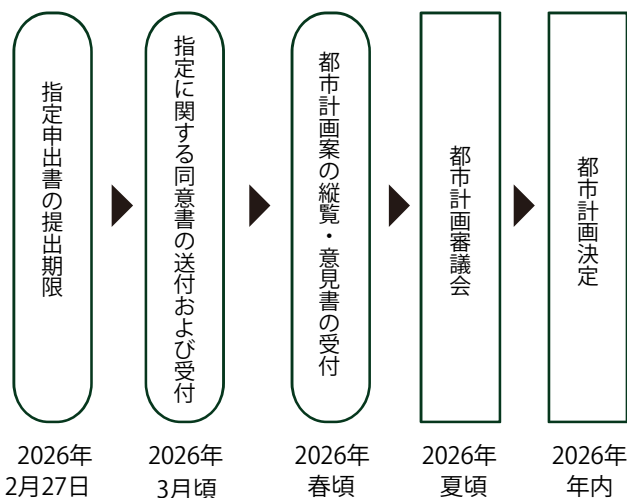 指定申出書の提出期限
指定に関する同意書の送付および受付
都市計画案の縦覧・意見書の受付
都市計画審議会
都市計画決定
2026年
2月27日
2026年
3月頃
2026年
春頃
2026年
夏頃
2026年
年内